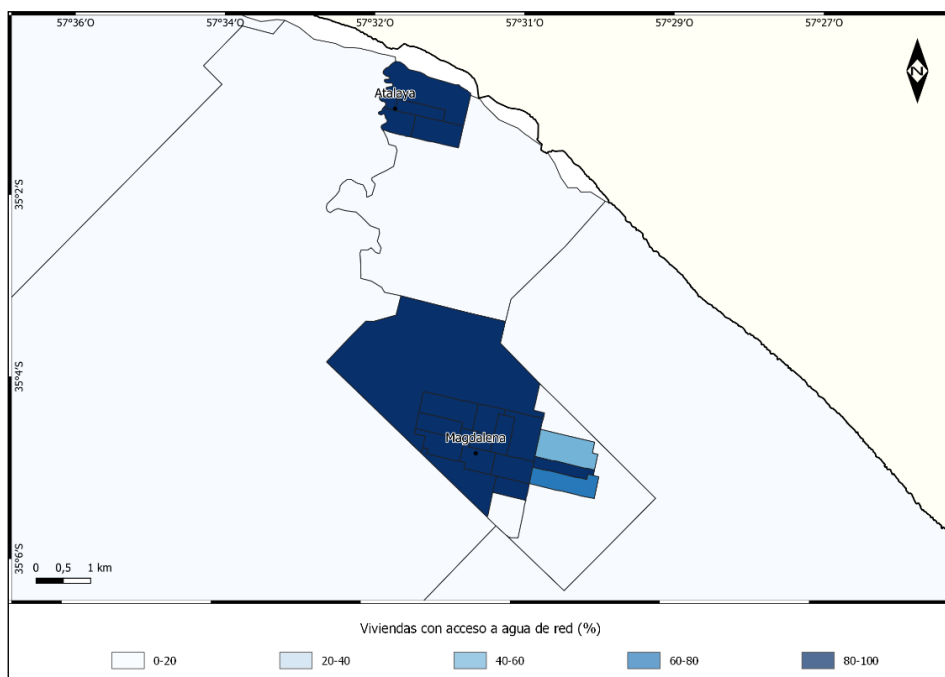 57°36'O 57°34'O 57°32'O 57°31'O 57°29'O 57°27'O
N
Atalaya
35°2'S
35°4'S
Magdalena
35°6'S
0 0,5 1 km
Viviendas con acceso a agua de red (%)
0-20 20-40 40-60 60-80 80-100